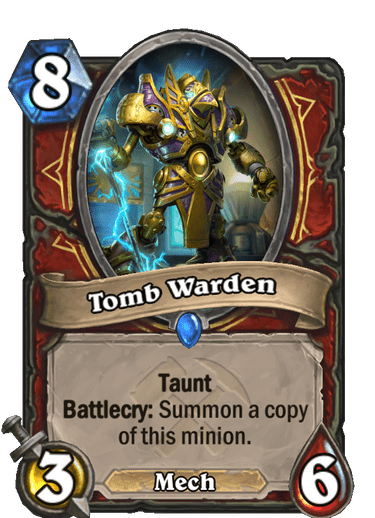 8
Tomb Warden
Taunt
Battlecry: Summon a copy
of this minion.
3
Mech
6